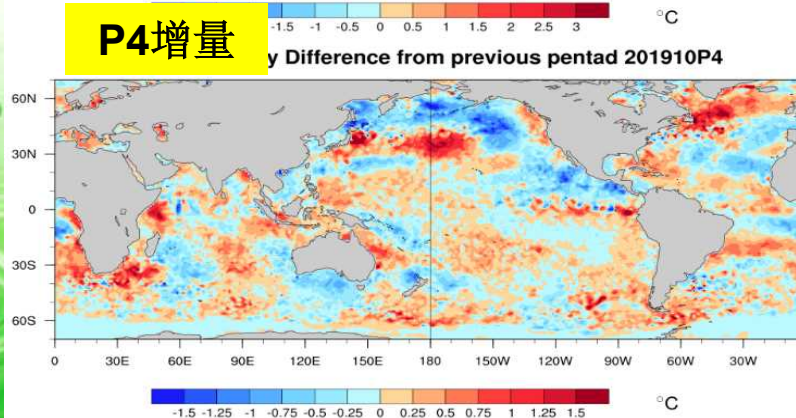 -1.5 -1 -0.5 0 0.5 1 1.5 2 2.5 3 °C
P4增量
y Difference from previous pentad 201910P4
60N
30N
0
30S
60S
0 30E 60E 90E 120E 150E 180 150W 120W 90W 60W 30W
-1.5 -1.25 -1 -0.75 -0.5 -0.25 0 0.25 0.5 0.75 1 1.25 1.5 °C